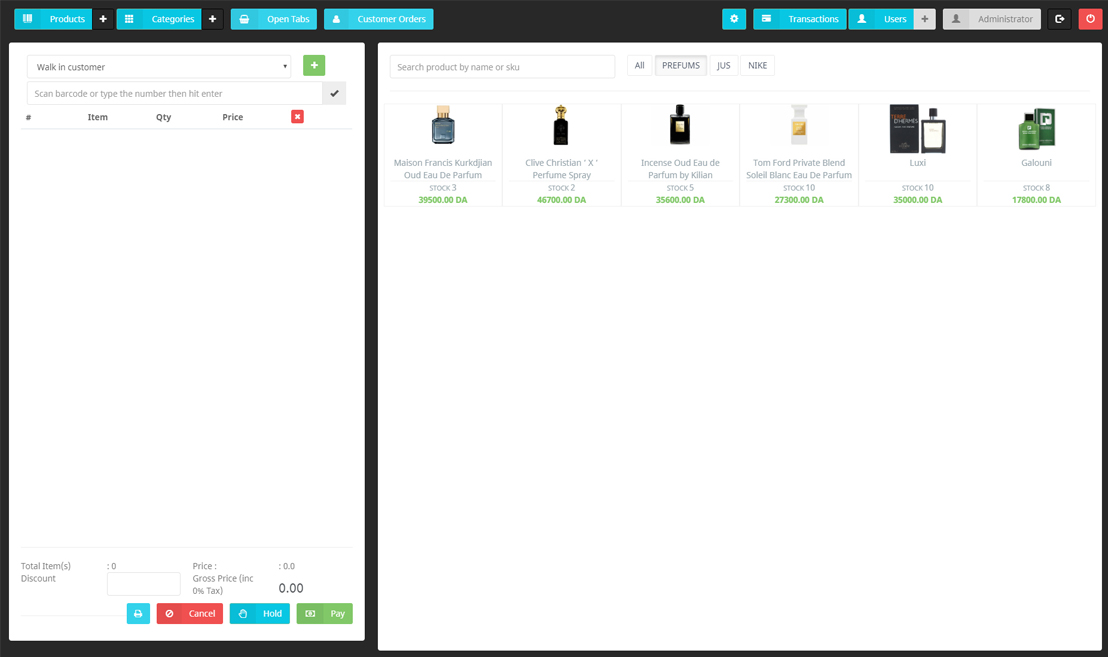 Products
Categories
Open Tabs
Customer Orders
Transactions
Users
Administrator
Walk in customer
Scan barcode or type the number then hit enter
# Item Qty Price
Search product by name or sku
All PREFUMS JUS NIKE
Maison Francis Kurkdjian
Oud Eau De Parfum
STOCK 3
39500.00 DA
Clive Christian ' X '
Perfume Spray
STOCK 2
46700.00 DA
Incense Oud Eau de
Parfum by Kilian
STOCK 5
35600.00 DA
Tom Ford Private Blend
Soleil Blanc Eau De Parfum
STOCK 10
27300.00 DA
TERRE
D'HERMES
Luxi
STOCK 10
35000.00 DA
Galouni
STOCK 8
17800.00 DA
Total Item(s) : 0 Price : : 0.0
Discount
Gross Price (inc
0% Tax)
0.00
Cancel
Hold
Pay